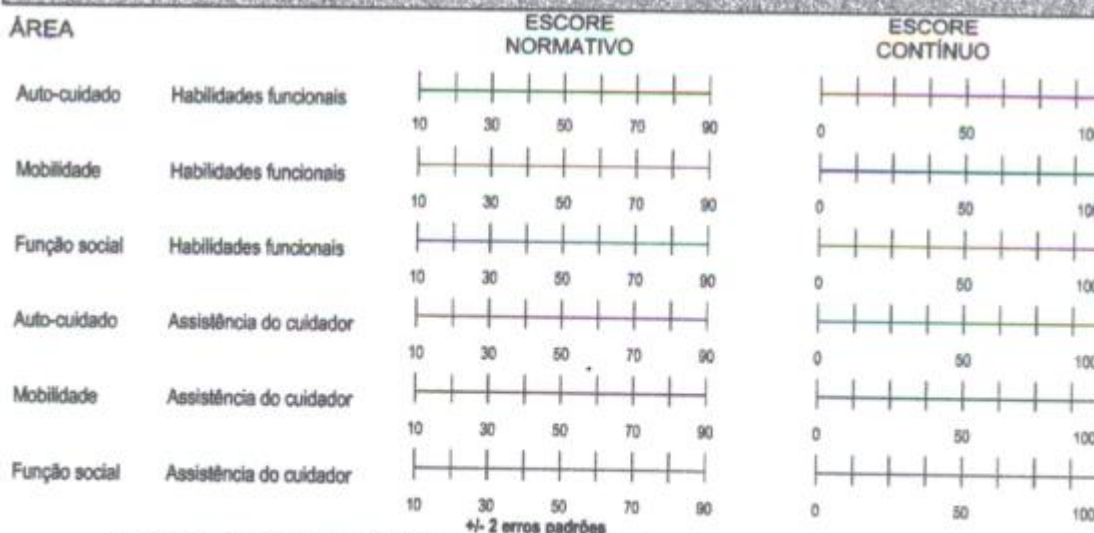 ÁREA ESCORE NORMATIVO ESCORE CONTÍNUO
Auto-cuidado Habilidades funcionais
10 30 50 70 90 0 50 100
Mobilidade Habilidades funcionais
10 30 50 70 90 0 50 100
Função social Habilidades funcionais
10 30 50 70 90 0 50 100
Auto-cuidado Assistência do cuidador
10 30 50 70 90 0 50 100
Mobilidade Assistência do cuidador
10 30 50 70 90 0 50 100
Função social Assistência do cuidador
10 30 50 70 90 0 50 100
+/- 2 erros padrões